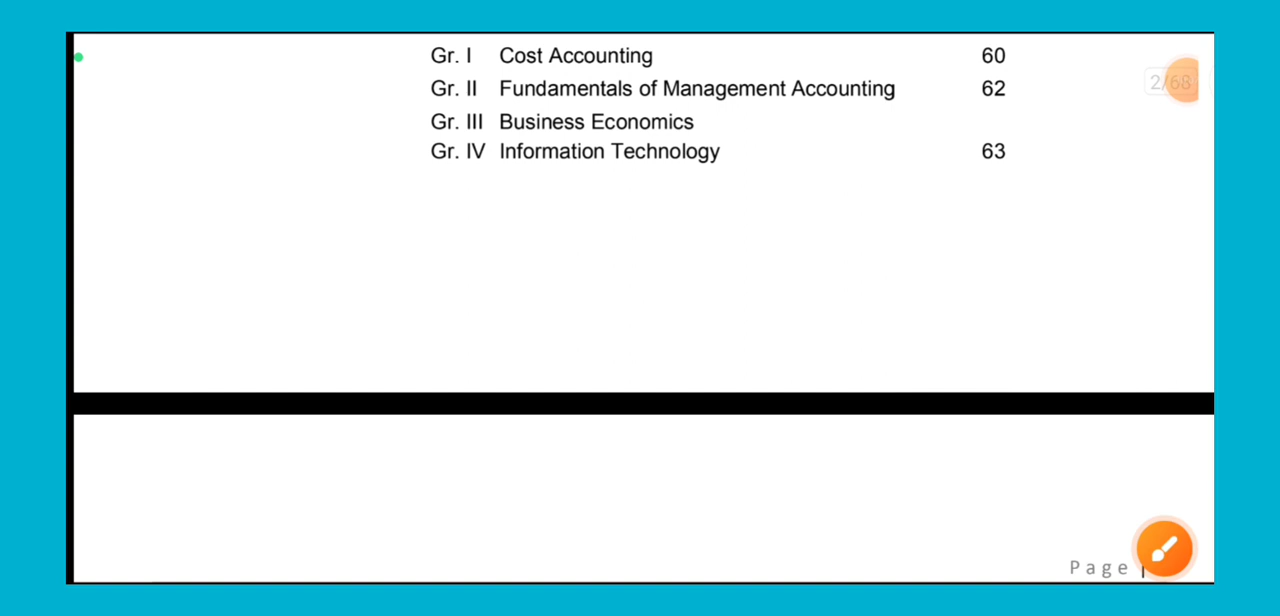 Gr. I Cost Accounting 60
2/68
Gr. II Fundamentals of Management Accounting 62
Gr. III Business Economics
Gr. IV Information Technology 63
Page |